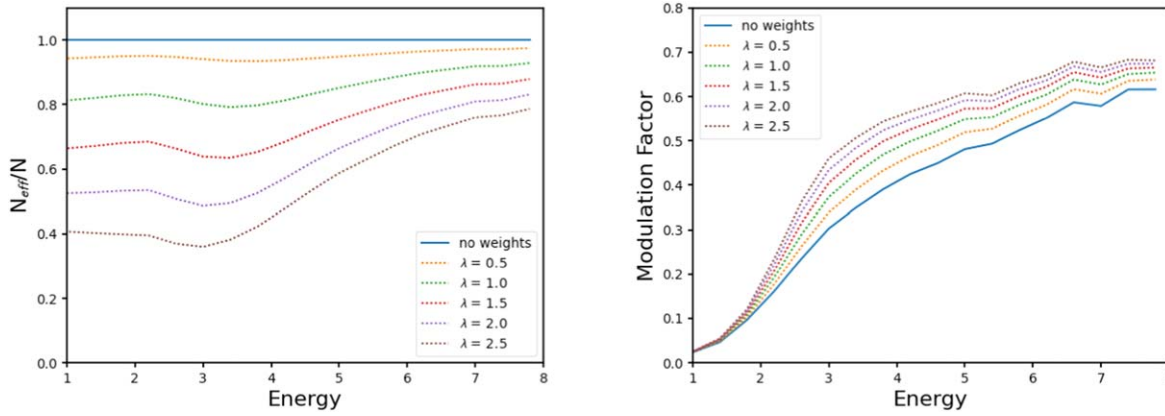 1.0
0.8
0.6
0.4
0.2
0.0
N_eff/N
1 2 3 4 5 6 7 8
Energy
no weights
λ = 0.5
λ = 1.0
λ = 1.5
λ = 2.0
λ = 2.5
0.8
0.7
0.6
0.5
0.4
0.3
0.2
0.1
0.0
Modulation Factor
1 2 3 4 5 6 7
Energy
no weights
λ = 0.5
λ = 1.0
λ = 1.5
λ = 2.0
λ = 2.5